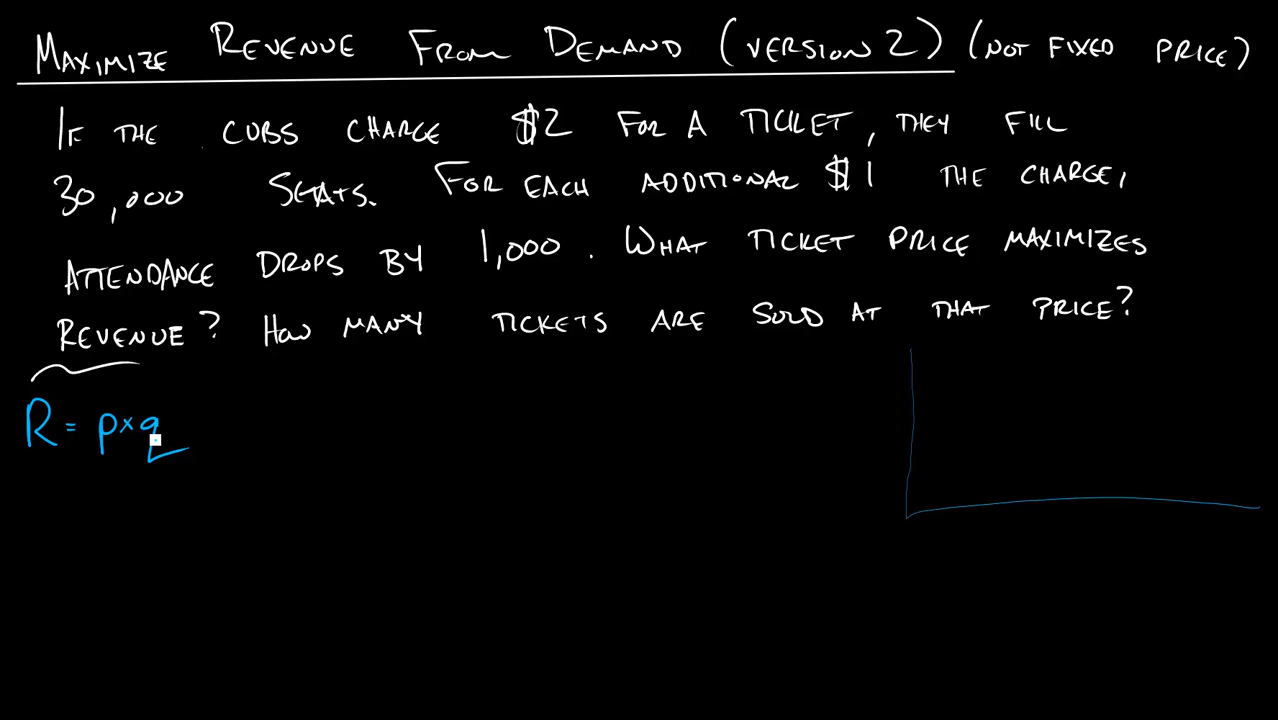 MAXIMIZE REVENUE FROM DEMAND (VERSION 2) (NOT FIXED PRICE)
IF THE CUBS CHARGE $2 FOR A TICKET, THEY FILL
30,000 SEATS. FOR EACH ADDITIONAL $1 THE CHARGE,
ATTENDANCE DROPS BY 1,000. WHAT TICKET PRICE MAXIMIZES
REVENUE? HOW MANY TICKETS ARE SOLD AT THAT PRICE?
R = p × q